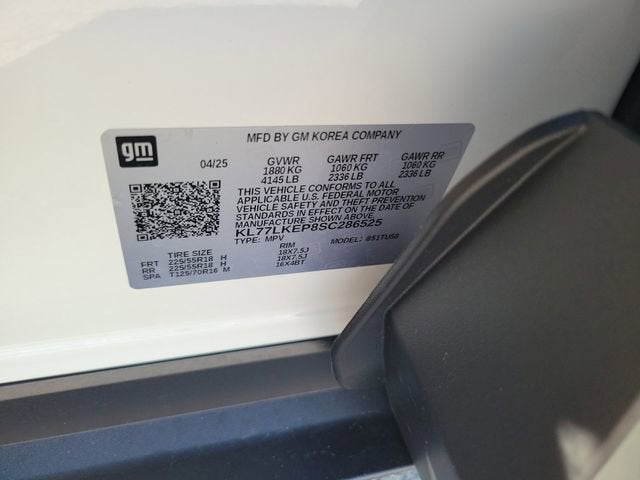 gm
MFD BY GM KOREA COMPANY
04/25 GVWR GAWR FRT GAWR RR
1880 KG 1060 KG 1060 KG
4145 LB 2336 LB 2336 LB
THIS VEHICLE CONFORMS TO ALL
APPLICABLE U.S. FEDERAL MOTOR
VEHICLE SAFETY AND THEFT PREVENTION
STANDARDS IN EFFECT ON THE DATE OF
MANUFACTURE SHOWN ABOVE.
KL77LKEP8SC286525
TYPE: MPV MODEL: 851TU58
TIRE SIZE RIM
FRT 225/55R18 H 18X7.5J
RR 225/55R18 H 18X7.5J
SPA T125/70R16 M 16X4BT